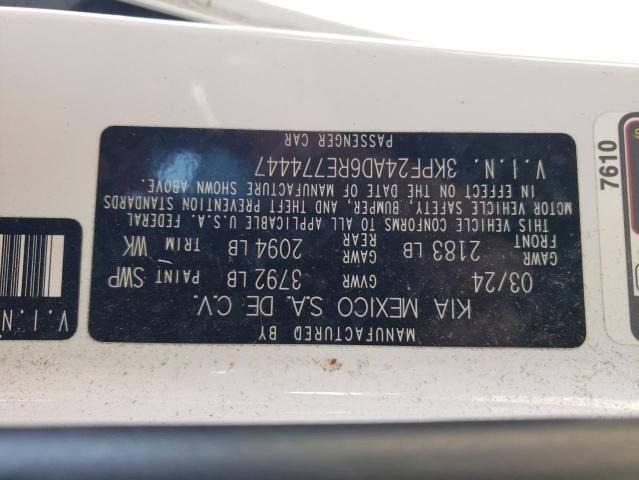 MANUFACTURED BY
KIA MEXICO S.A. DE C.V.
03/24 GVWR 3792 LB PAINT SWP
GAWR FRONT 2183 LB GAWR REAR 2094 LB TRIM WK
THIS VEHICLE CONFORMS TO ALL APPLICABLE U.S.A. FEDERAL
MOTOR VEHICLE SAFETY, BUMPER, AND THEFT PREVENTION STANDARDS
IN EFFECT ON THE DATE OF MANUFACTURE SHOWN ABOVE.
V.I.N. 3KPF24AD6RE774447
PASSENGER CAR
V.I.N.
7610